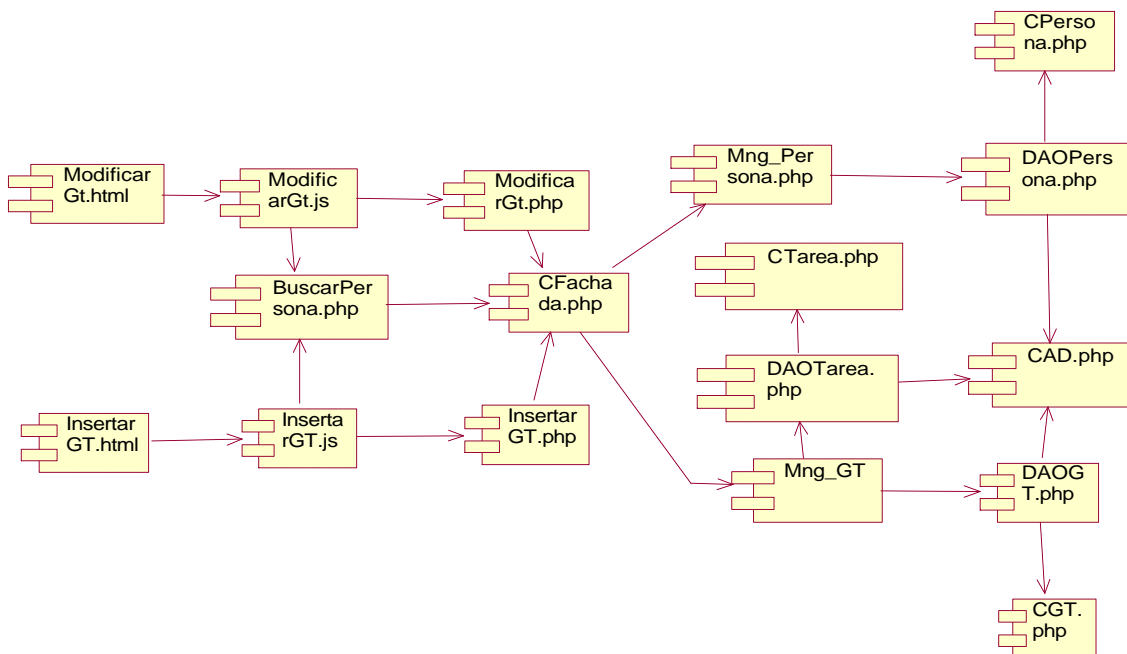 CPerso
na.php
Modificar
Gt.html
Modific
arGt.js
Modifica
rGt.php
Mng_Per
sona.php
DAOPers
ona.php
BuscarPer
sona.php
CFacha
da.php
CTarea.php
DAOTarea.
php
CAD.php
Insertar
GT.html
Inserta
rGT.js
Insertar
GT.php
Mng_GT
DAOG
T.php
CGT.
php